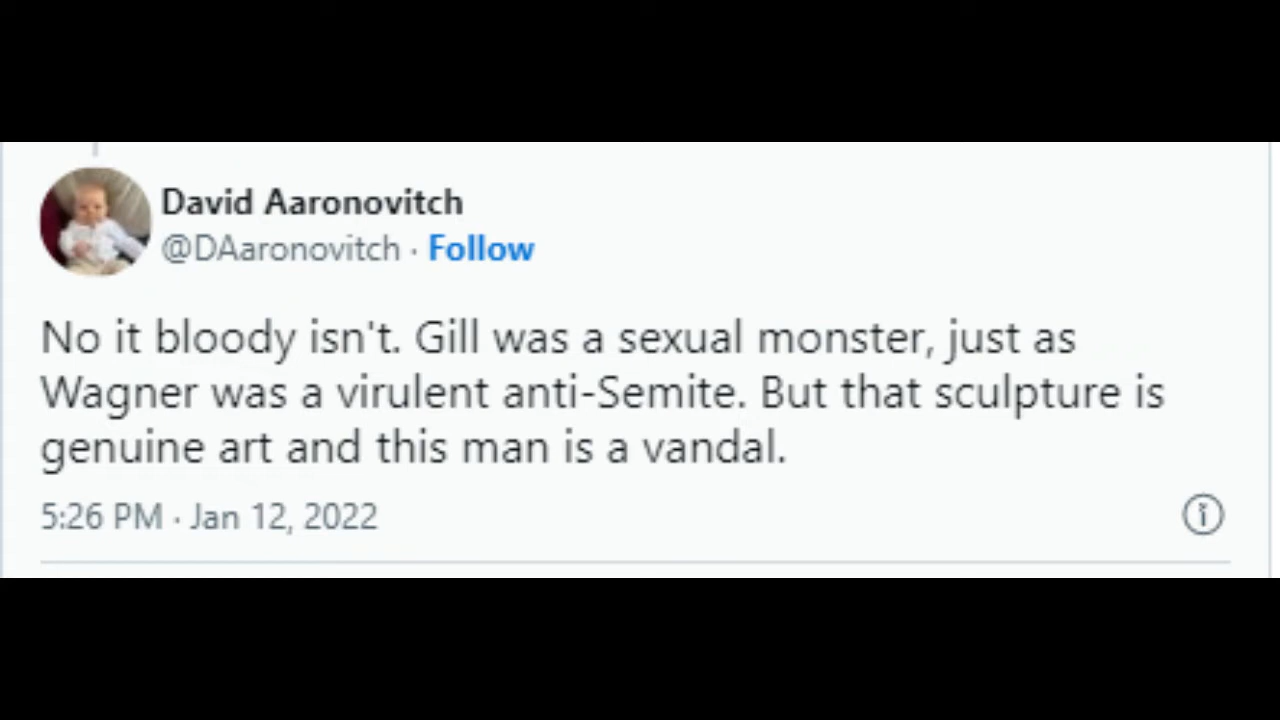 David Aaronovitch
@DAaronovitch · Follow
No it bloody isn't. Gill was a sexual monster, just as
Wagner was a virulent anti-Semite. But that sculpture is
genuine art and this man is a vandal.
5:26 PM · Jan 12, 2022